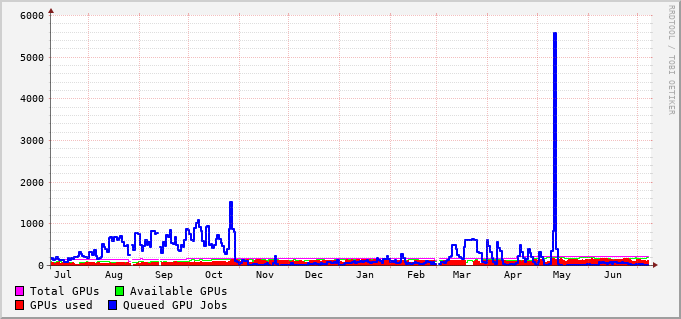 6000
5000
4000
3000
2000
1000
0
Jul Aug Sep Oct Nov Dec Jan Feb Mar Apr May Jun
Total GPUs Available GPUs
GPUs used Queued GPU Jobs
RRDTOOL / TOBI OETIKER